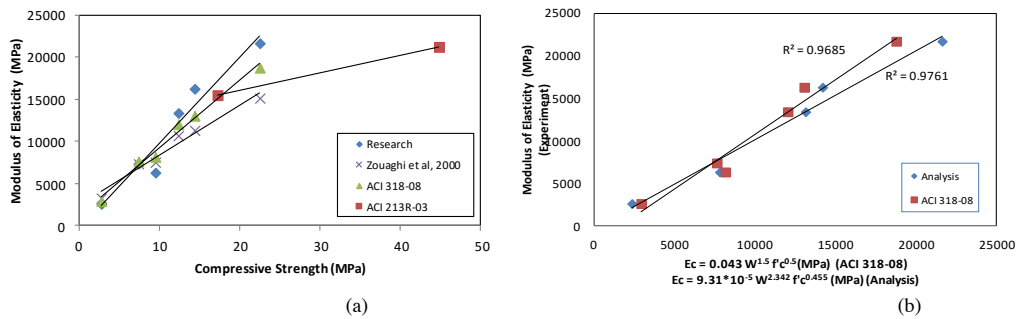 25000
20000
15000
10000
5000
0
Modulus of Elasticity (MPa)
0 10 20 30 40 50
Compressive Strength (MPa)
Research
Zouaghi et al, 2000
ACI 318-08
ACI 213R-03
(a)
25000
20000
15000
10000
5000
0
Modulus of Elasticity (MPa)
(Experiment)
R² = 0.9685
R² = 0.9761
Analysis
ACI 318-08
0 5000 10000 15000 20000 25000
Ec = 0.043 W^1.5 f'c^0.5 (MPa) (ACI 318-08)
Ec = 9.31*10^-5 W^2.342 f'c^0.455 (MPa) (Analysis)
(b)